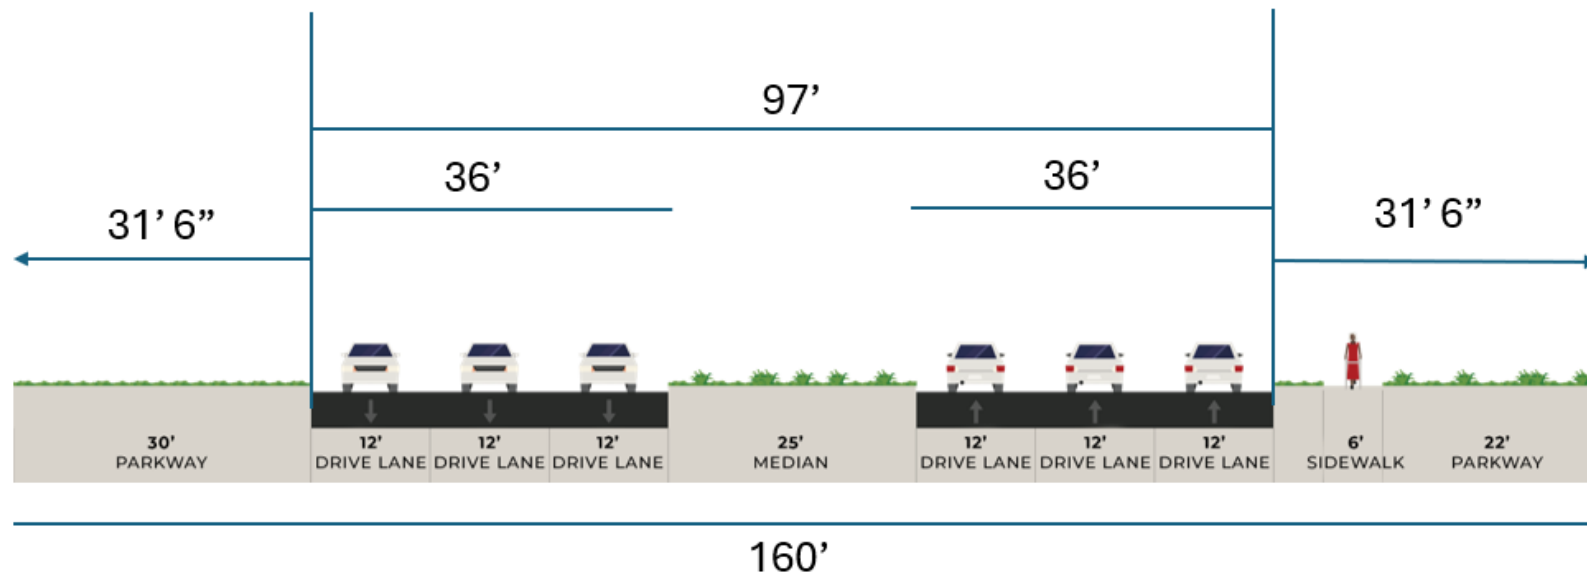 97’
36’
36’
31’ 6”
31’ 6”
30’
PARKWAY
12’
DRIVE LANE
12’
DRIVE LANE
12’
DRIVE LANE
25’
MEDIAN
12’
DRIVE LANE
12’
DRIVE LANE
12’
DRIVE LANE
6’
SIDEWALK
22’
PARKWAY
160’